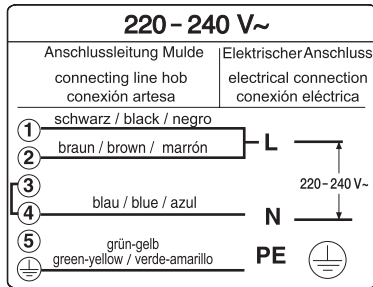 220 – 240 V~
Anschlussleitung Mulde
connecting line hob
conexión artesa
Elektrischer Anschluss
electrical connection
conexión eléctrica
1
schwarz / black / negro
L
2
braun / brown / marrón
3
220 – 240 V~
4
blau / blue / azul
N
5
grün-gelb
green-yellow / verde-amarillo
PE